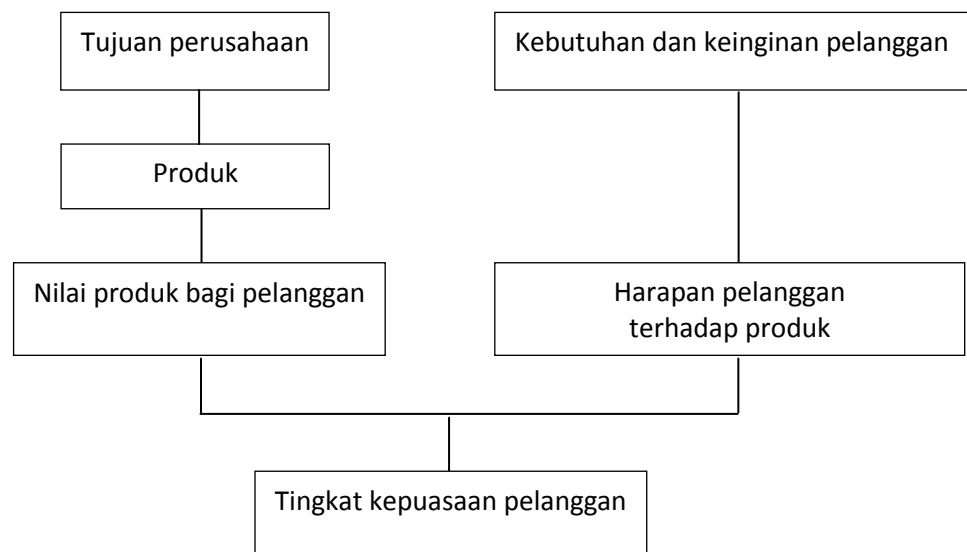 Tujuan perusahaan
Kebutuhan dan keinginan pelanggan
Produk
Nilai produk bagi pelanggan
Harapan pelanggan
terhadap produk
Tingkat kepuasaan pelanggan